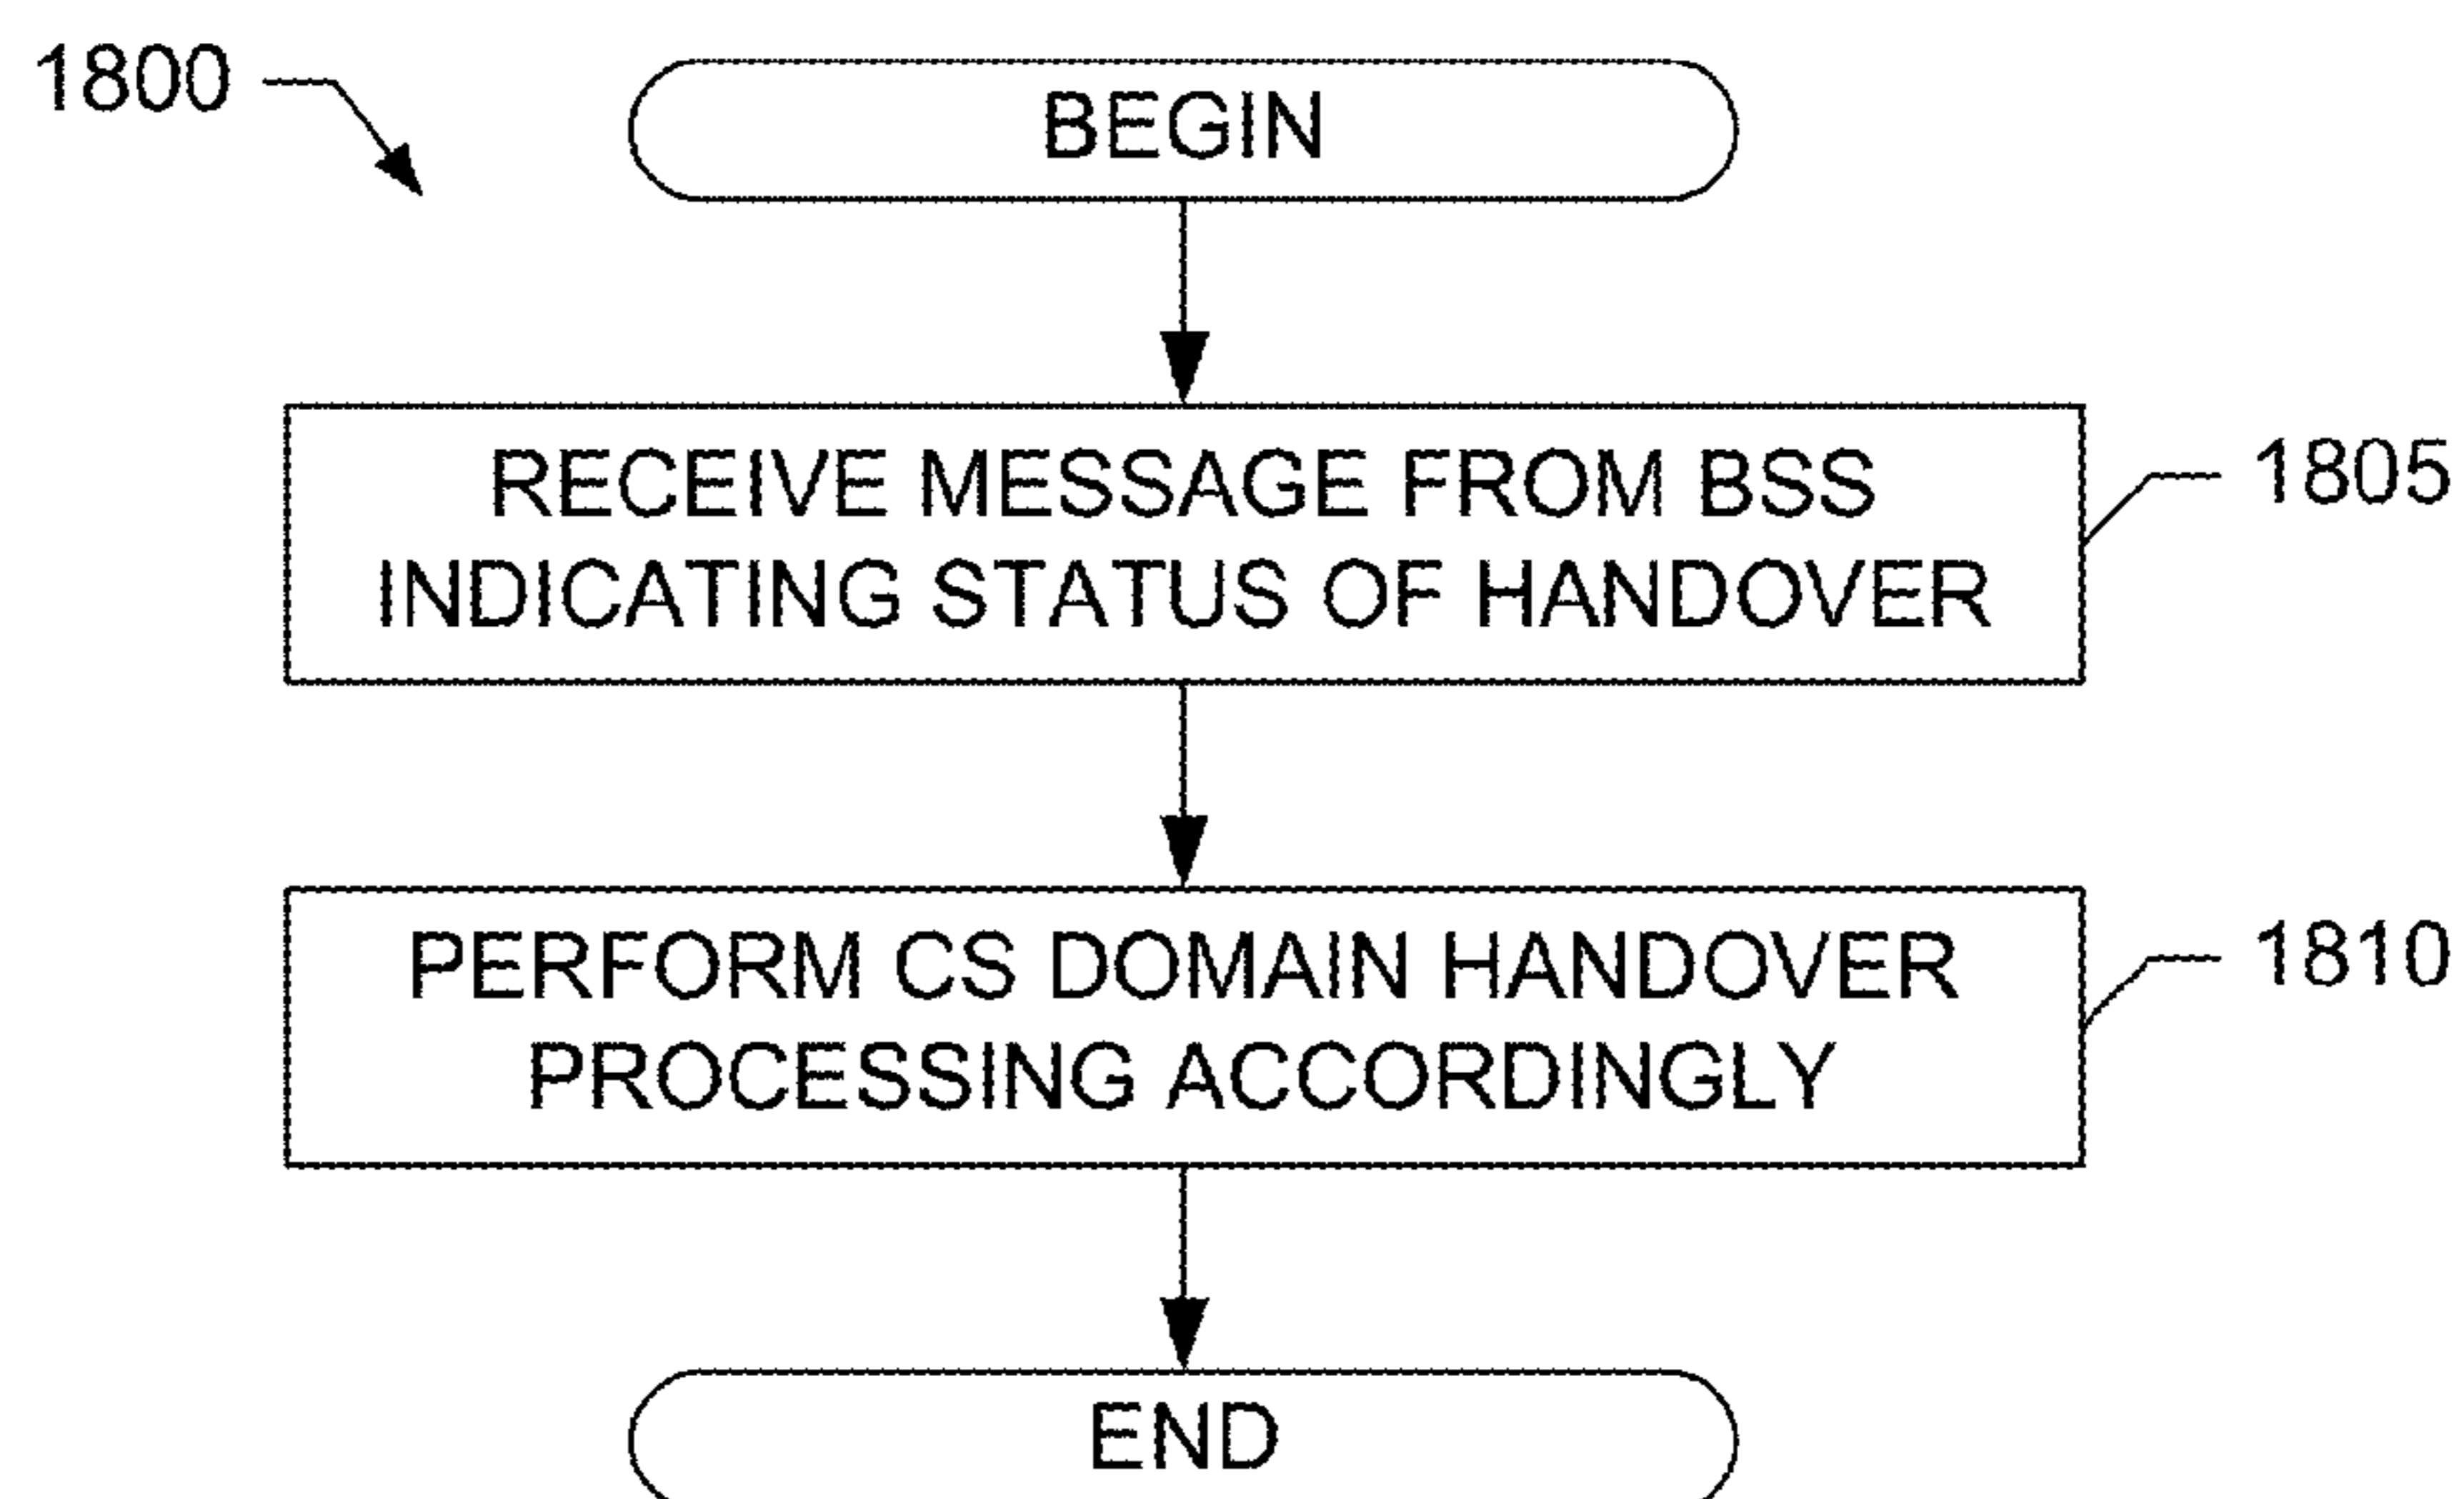 1800
BEGIN
RECEIVE MESSAGE FROM BSS
INDICATING STATUS OF HANDOVER
1805
PERFORM CS DOMAIN HANDOVER
PROCESSING ACCORDINGLY
1810
END